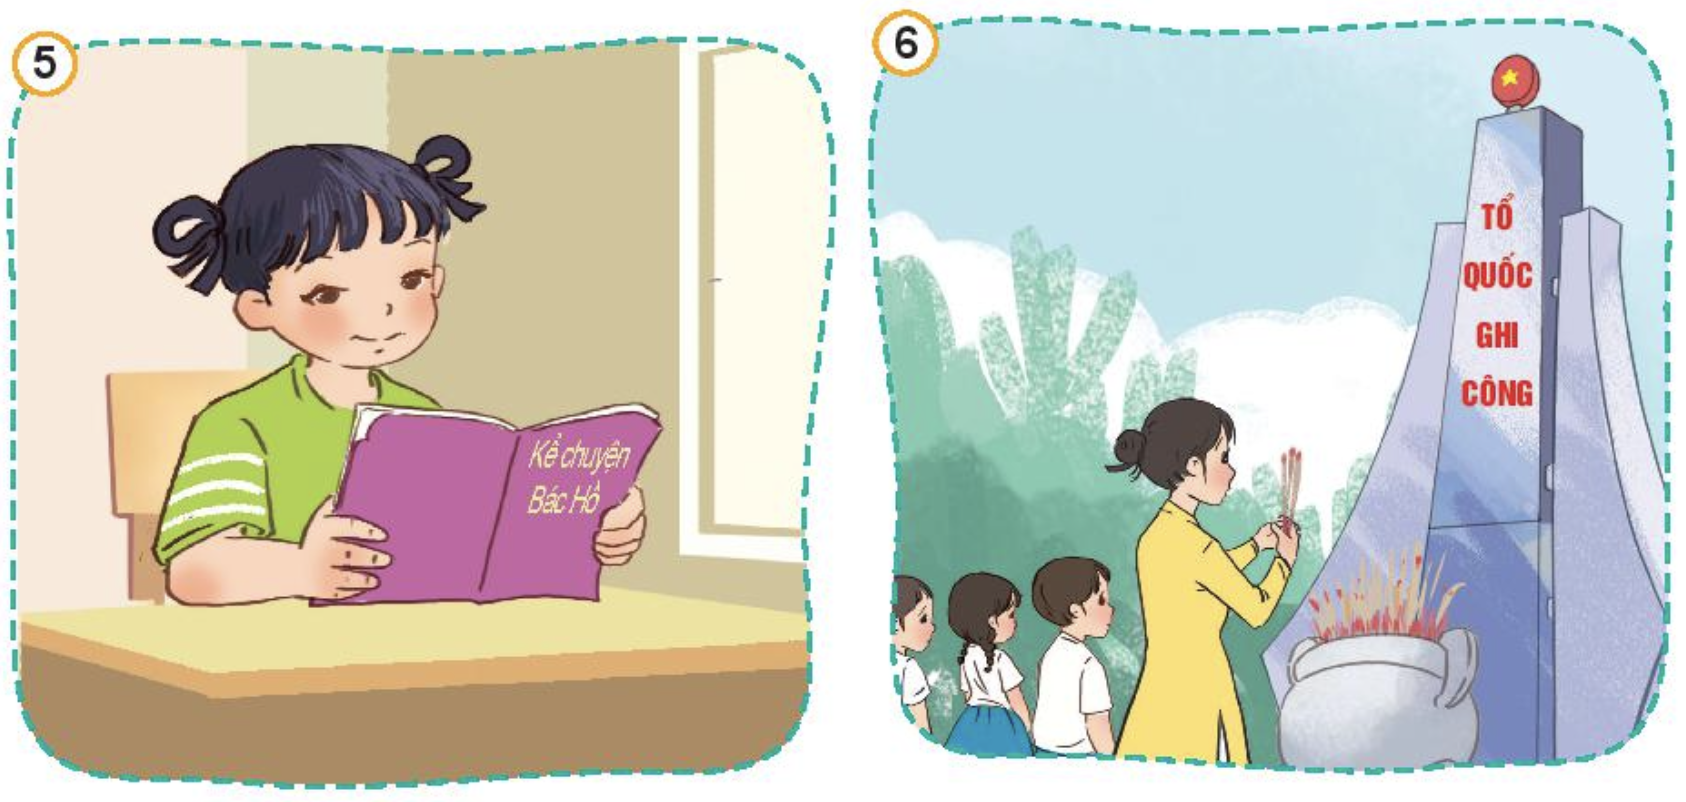 5
Kể chuyện
Bác Hồ
6
TỔ
QUỐC
GHI
CÔNG